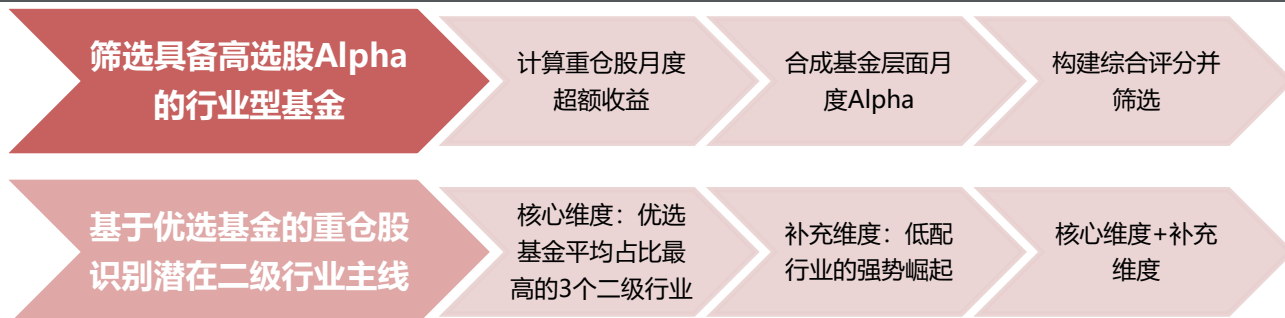 筛选具备高选股Alpha
的行业型基金
计算重仓股月度
超额收益
合成基金层面月
度Alpha
构建综合评分并
筛选
基于优选基金的重仓股
识别潜在二级行业主线
核心维度：优选
基金平均占比最
高的3个二级行业
补充维度：低配
行业的强势崛起
核心维度+补充
维度